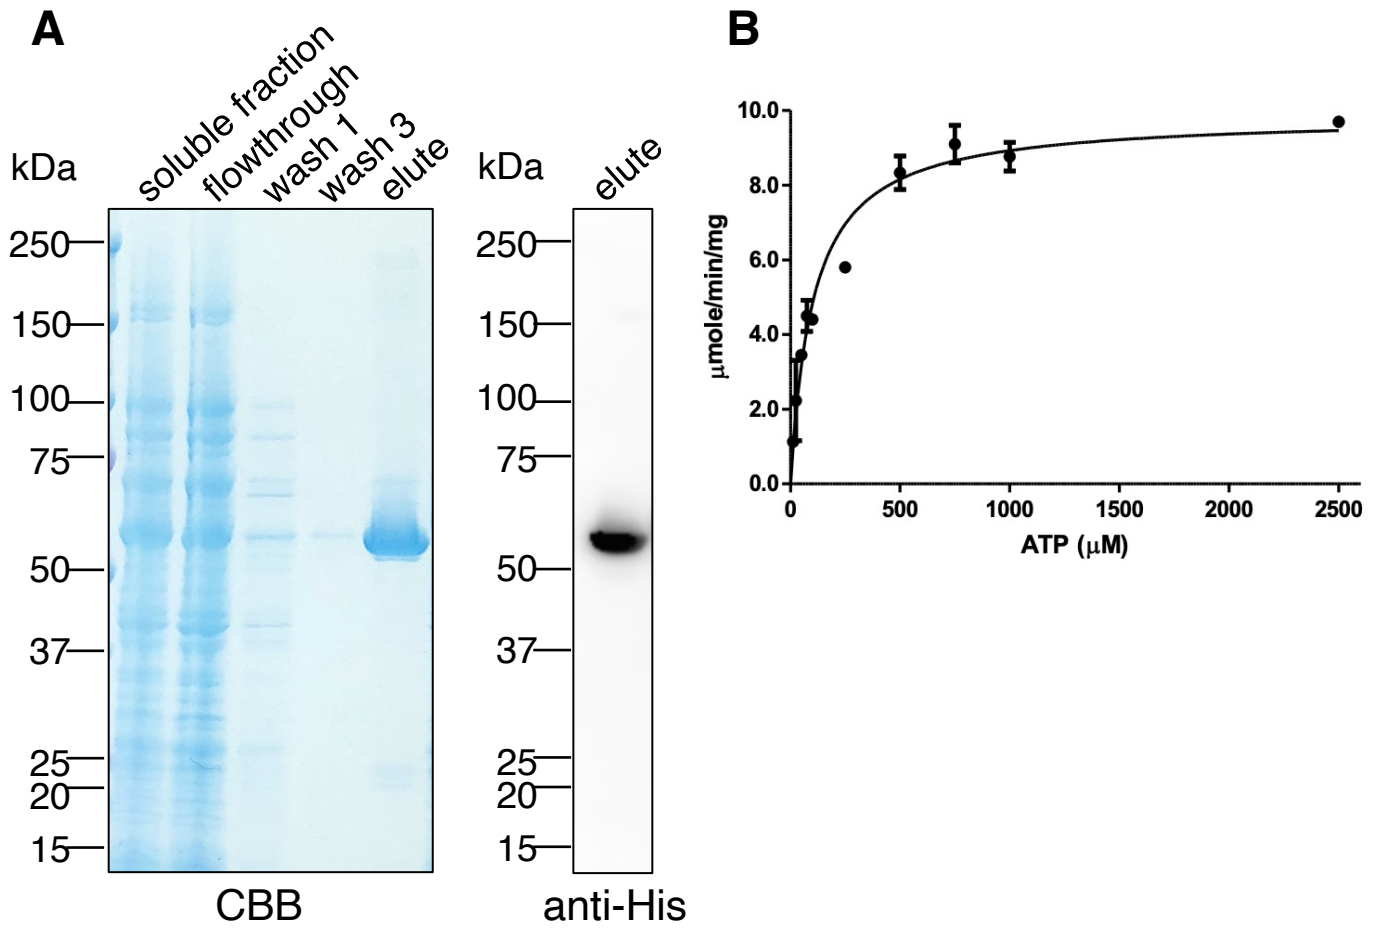 A
kDa
soluble fraction
flowthrough
wash 1
wash 3
elute
250
150
100
75
50
37
25
20
15
CBB
kDa
elute
250
150
100
75
50
37
25
20
15
anti-His
B
μmole/min/mg
10.0
8.0
6.0
4.0
2.0
0.0
0
500
1000
1500
2000
2500
ATP (μM)